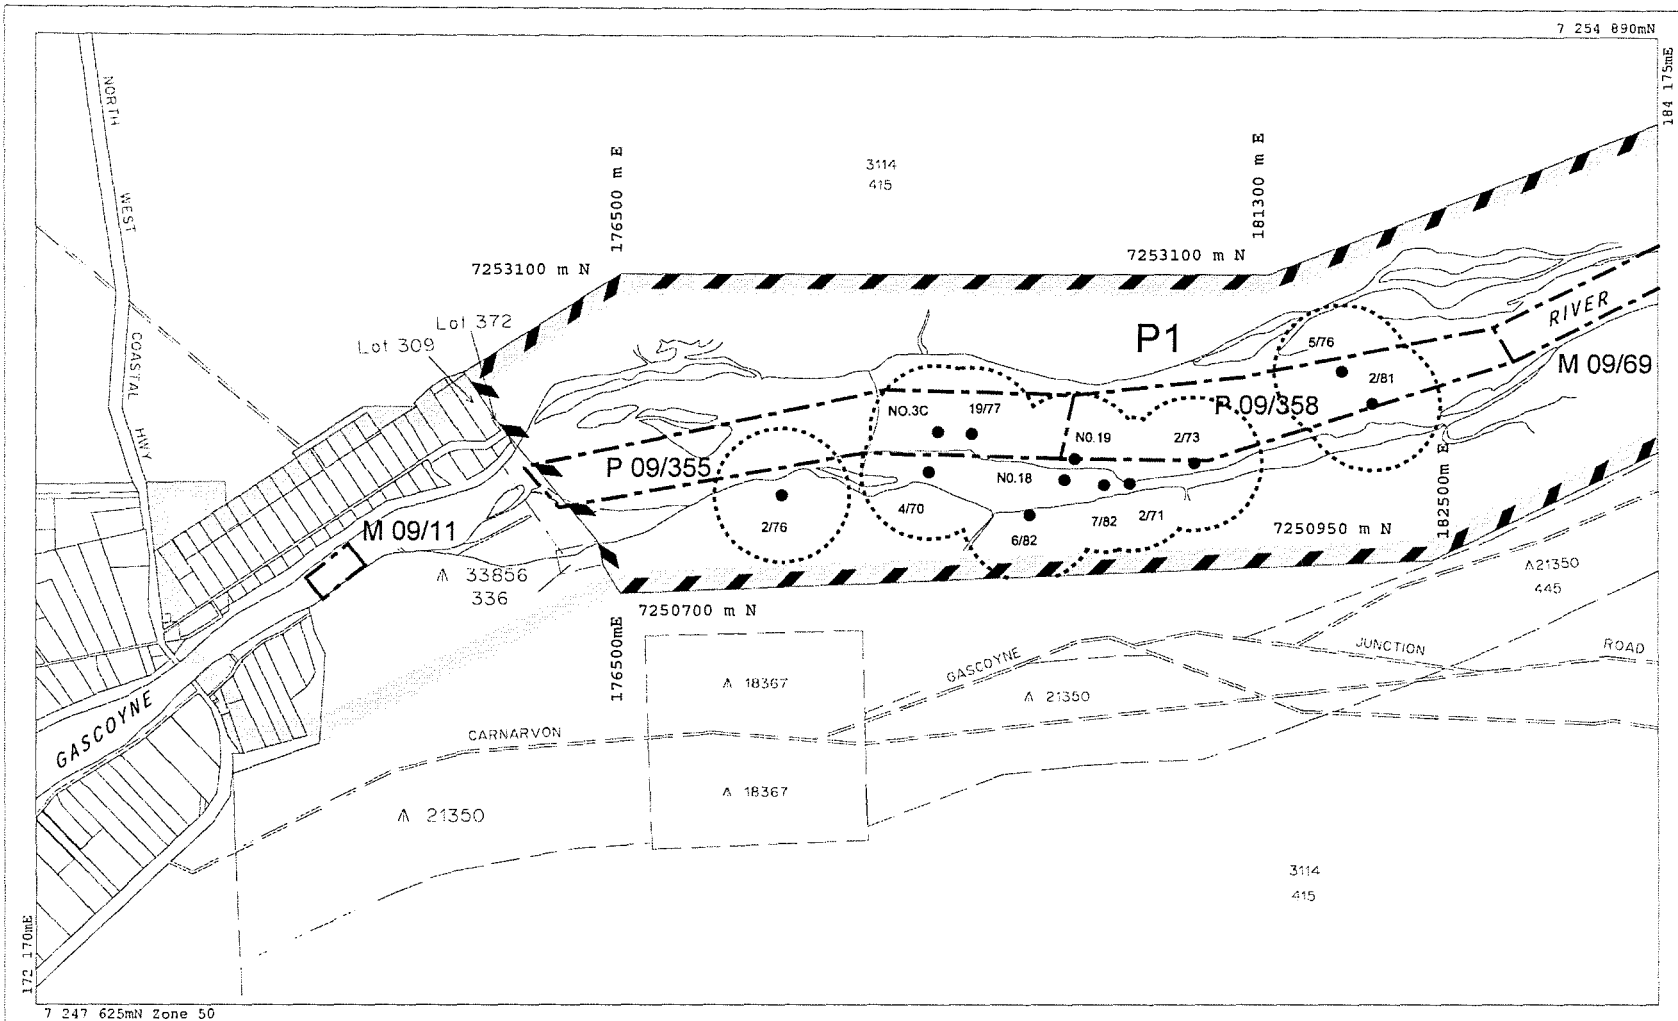 7 254 890mN
184 175mE
NORTH
WEST
COASTAL
HWY
3114
415
176500 m E
181300 m E
7253100 m N
7253100 m N
Lot 372
Lot 309
P1
RIVER
M 09/69
5/76
2/81
P 09/358
NO.3C
19/77
NO.19
2/73
P 09/355
NO.18
4/70
2/76
7/82
2/71
6/82
M 09/11
33856
336
7250950 m N
182500m E
7250700 m N
176500mE
21350
445
GASCOYNE
JUNCTION
ROAD
18367
21350
GASCOYNE
CARNARVON
18367
21350
3114
415
172 170mE
7 247 625mN Zone 50